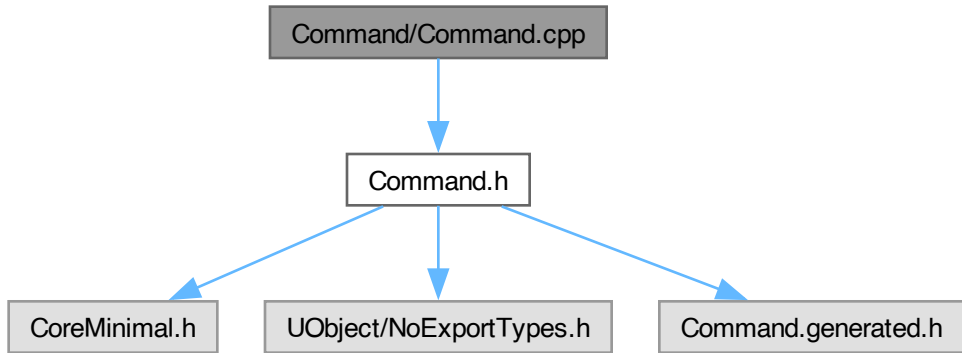 Command/Command.cpp
Command.h
CoreMinimal.h
UObject/NoExportTypes.h
Command.generated.h